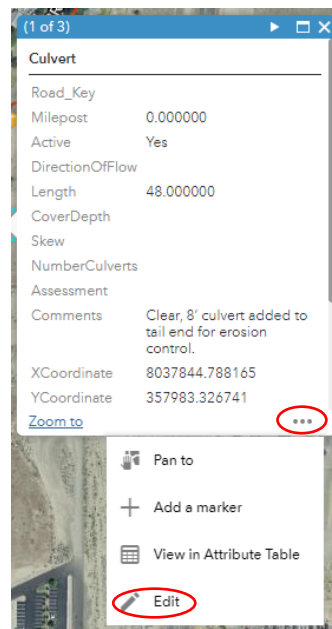 (1 of 3)
Culvert
Road_Key
Milepost 0.000000
Active Yes
DirectionOfFlow
Length 48.000000
CoverDepth
Skew
NumberCulverts
Assessment
Comments Clear, 8' culvert added to
tail end for erosion
control.
XCoordinate 8037844.788165
YCoordinate 357983.326741
Zoom to
Pan to
Add a marker
View in Attribute Table
Edit